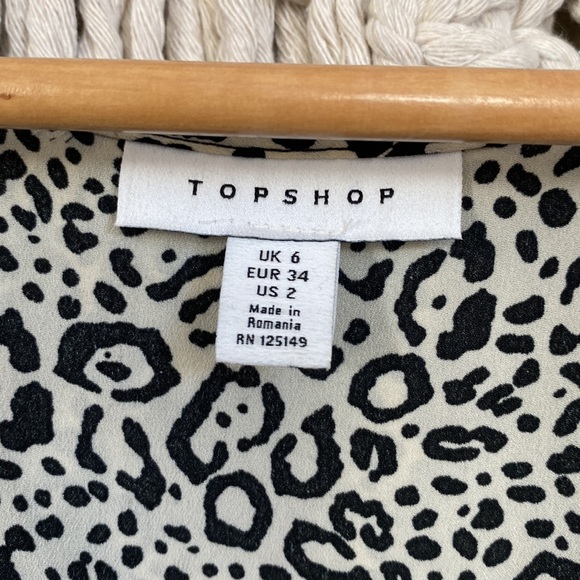 TOPSHOP
UK 6
EUR 34
US 2
Made in
Romania
RN 125149